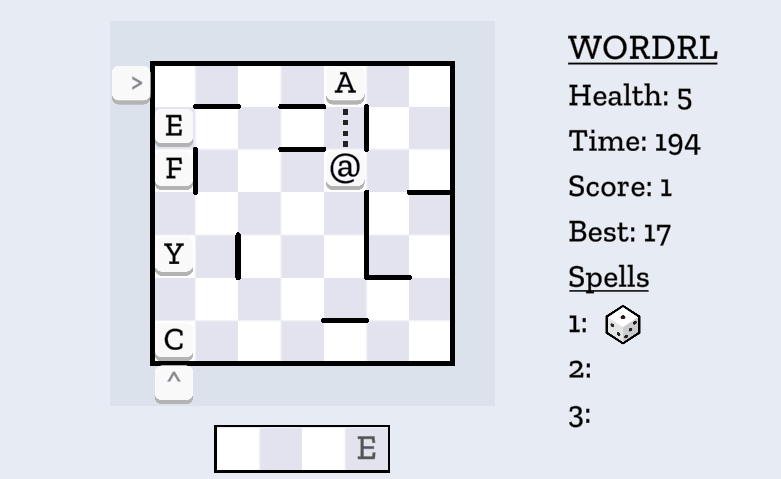 WORDRL
Health: 5
Time: 194
Score: 1
Best: 17
Spells
1:
2:
3:
>
A
E
F
@
Y
C
^
E